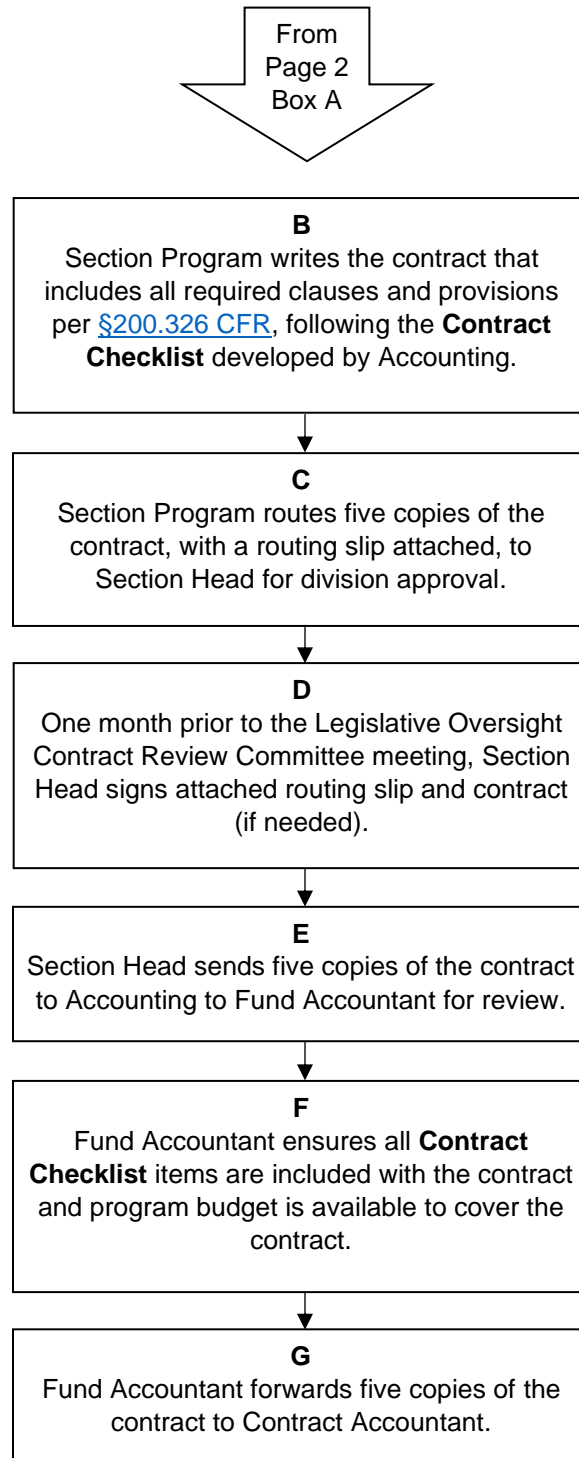 From
Page 2
Box A
B
Section Program writes the contract that
includes all required clauses and provisions
per §200.326 CFR, following the Contract
Checklist developed by Accounting.
C
Section Program routes five copies of the
contract, with a routing slip attached, to
Section Head for division approval.
D
One month prior to the Legislative Oversight
Contract Review Committee meeting, Section
Head signs attached routing slip and contract
(if needed).
E
Section Head sends five copies of the contract
to Accounting to Fund Accountant for review.
F
Fund Accountant ensures all Contract
Checklist items are included with the contract
and program budget is available to cover the
contract.
G
Fund Accountant forwards five copies of the
contract to Contract Accountant.